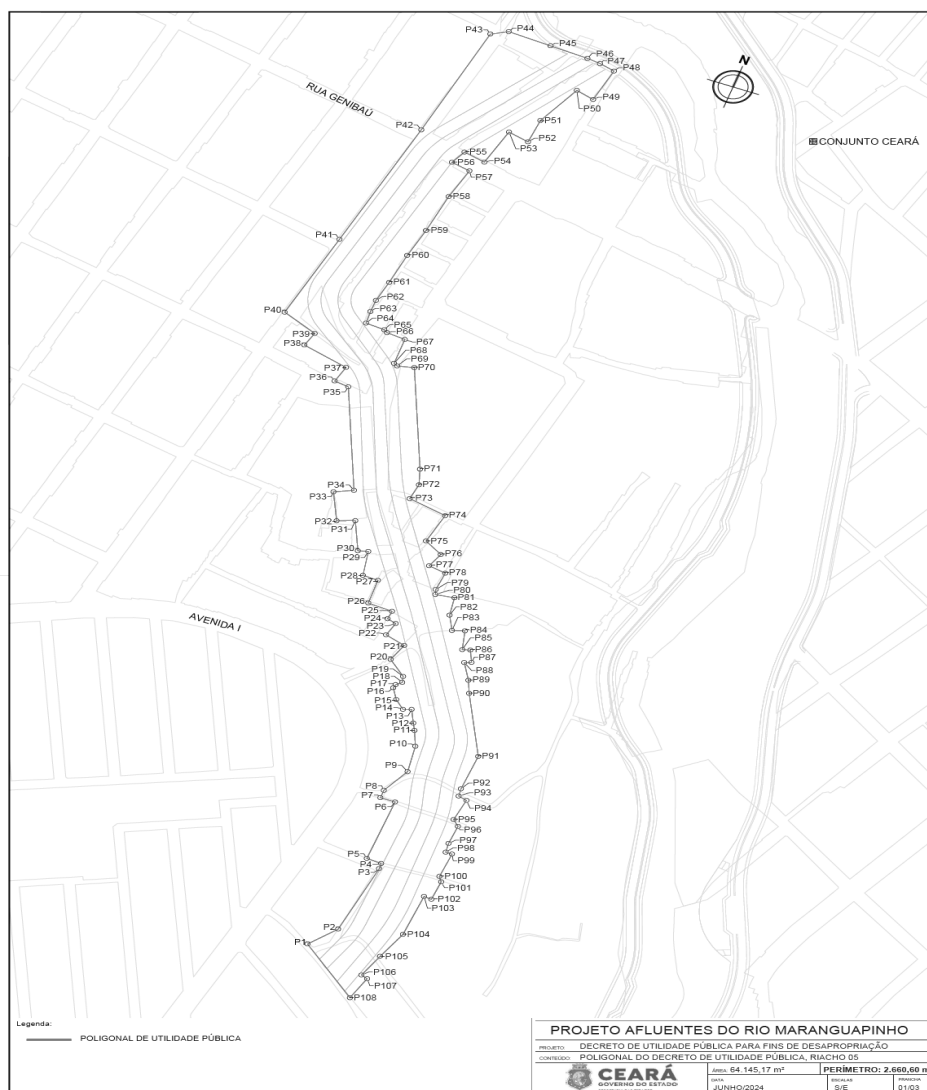 P43
P44
P45
P46
P47
P48
P49
P50
P51
P52
P53
P54
P55
P56
P57
P58
P59
P60
P61
P62
P63
P64
P65
P66
P67
P68
P69
P70
P71
P72
P73
P74
P75
P76
P77
P78
P79
P80
P81
P82
P83
P84
P85
P86
P87
P88
P89
P90
P91
P92
P93
P94
P95
P96
P97
P98
P99
P100
P101
P102
P103
P104
P105
P106
P107
P108
P42
P41
P40
P39
P38
P37
P36
P35
P34
P33
P32
P31
P30
P29
P28
P27
P26
P25
P24
P23
P22
P21
P20
P19
P18
P17
P16
P15
P14
P13
P12
P11
P10
P9
P8
P7
P6
P5
P4
P3
P2
P1
RUA GENIBAÚ
N
CONJUNTO CEARÁ
AVENIDA I
Legenda:
POLIGONAL DE UTILIDADE PÚBLICA
PROJETO AFLUENTES DO RIO MARANGUAPINHO
PROJETO: DECRETO DE UTILIDADE PÚBLICA PARA FINS DE DESAPROPRIAÇÃO
CONTEÚDO: POLIGONAL DO DECRETO DE UTILIDADE PÚBLICA, RIACHO 05
CEARÁ
GOVERNO DO ESTADO
ÁREA: 64.145,17 m² PERÍMETRO: 2.660,60 m
DATA ESCALAS PRANCHA
JUNHO/2024 S/E 01/03